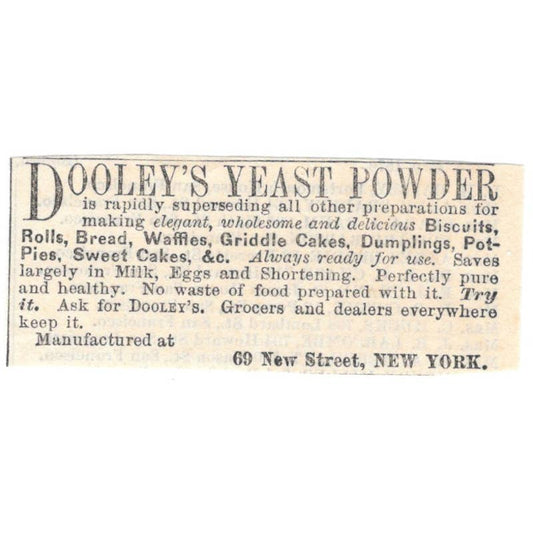 DOOLEY'S YEAST POWDER
is rapidly superseding all other preparations for
making elegant, wholesome and delicious Biscuits,
Rolls, Bread, Waffles, Griddle Cakes, Dumplings, Pot-
Pies, Sweet Cakes, &c. Always ready for use. Saves
largely in Milk, Eggs and Shortening. Perfectly pure
and healthy. No waste of food prepared with it. Try
it. Ask for DOOLEY'S. Grocers and dealers everywhere
keep it.
Manufactured at
69 New Street, NEW YORK.